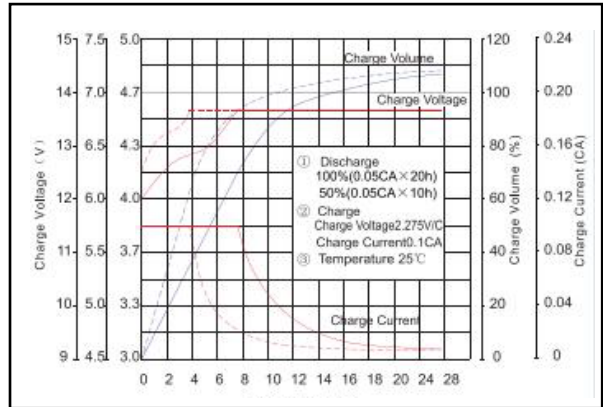 15 7.5 5.0 120 0.24
Charge Volume
14 7.0 4.7 100 0.20
Charge Voltage
13 6.5 4.3 80 0.16
① Discharge
100%(0.05CA×20h)
50%(0.05CA×10h)
12 6.0 4.0 60 0.12
② Charge
Charge Voltage2.275V/C
Charge Current0.1CA
③ Temperature 25℃
11 5.5 3.7 40 0.08
10 5.0 3.3 20 0.04
Charge Current
9 4.5 3.0 0 0
0 2 4 6 8 10 12 14 16 18 20 24 28
Charge Voltage (V)
Charge Volume (%)
Charge Current (CA)